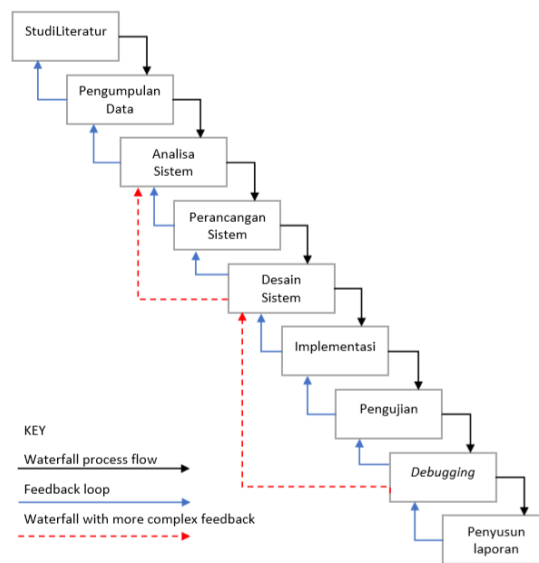 StudiLiteratur
Pengumpulan
Data
Analisa
Sistem
Perancangan
Sistem
Desain
Sistem
Implementasi
Pengujian
Debugging
Penyusun
laporan
KEY
Waterfall process flow
Feedback loop
Waterfall with more complex feedback